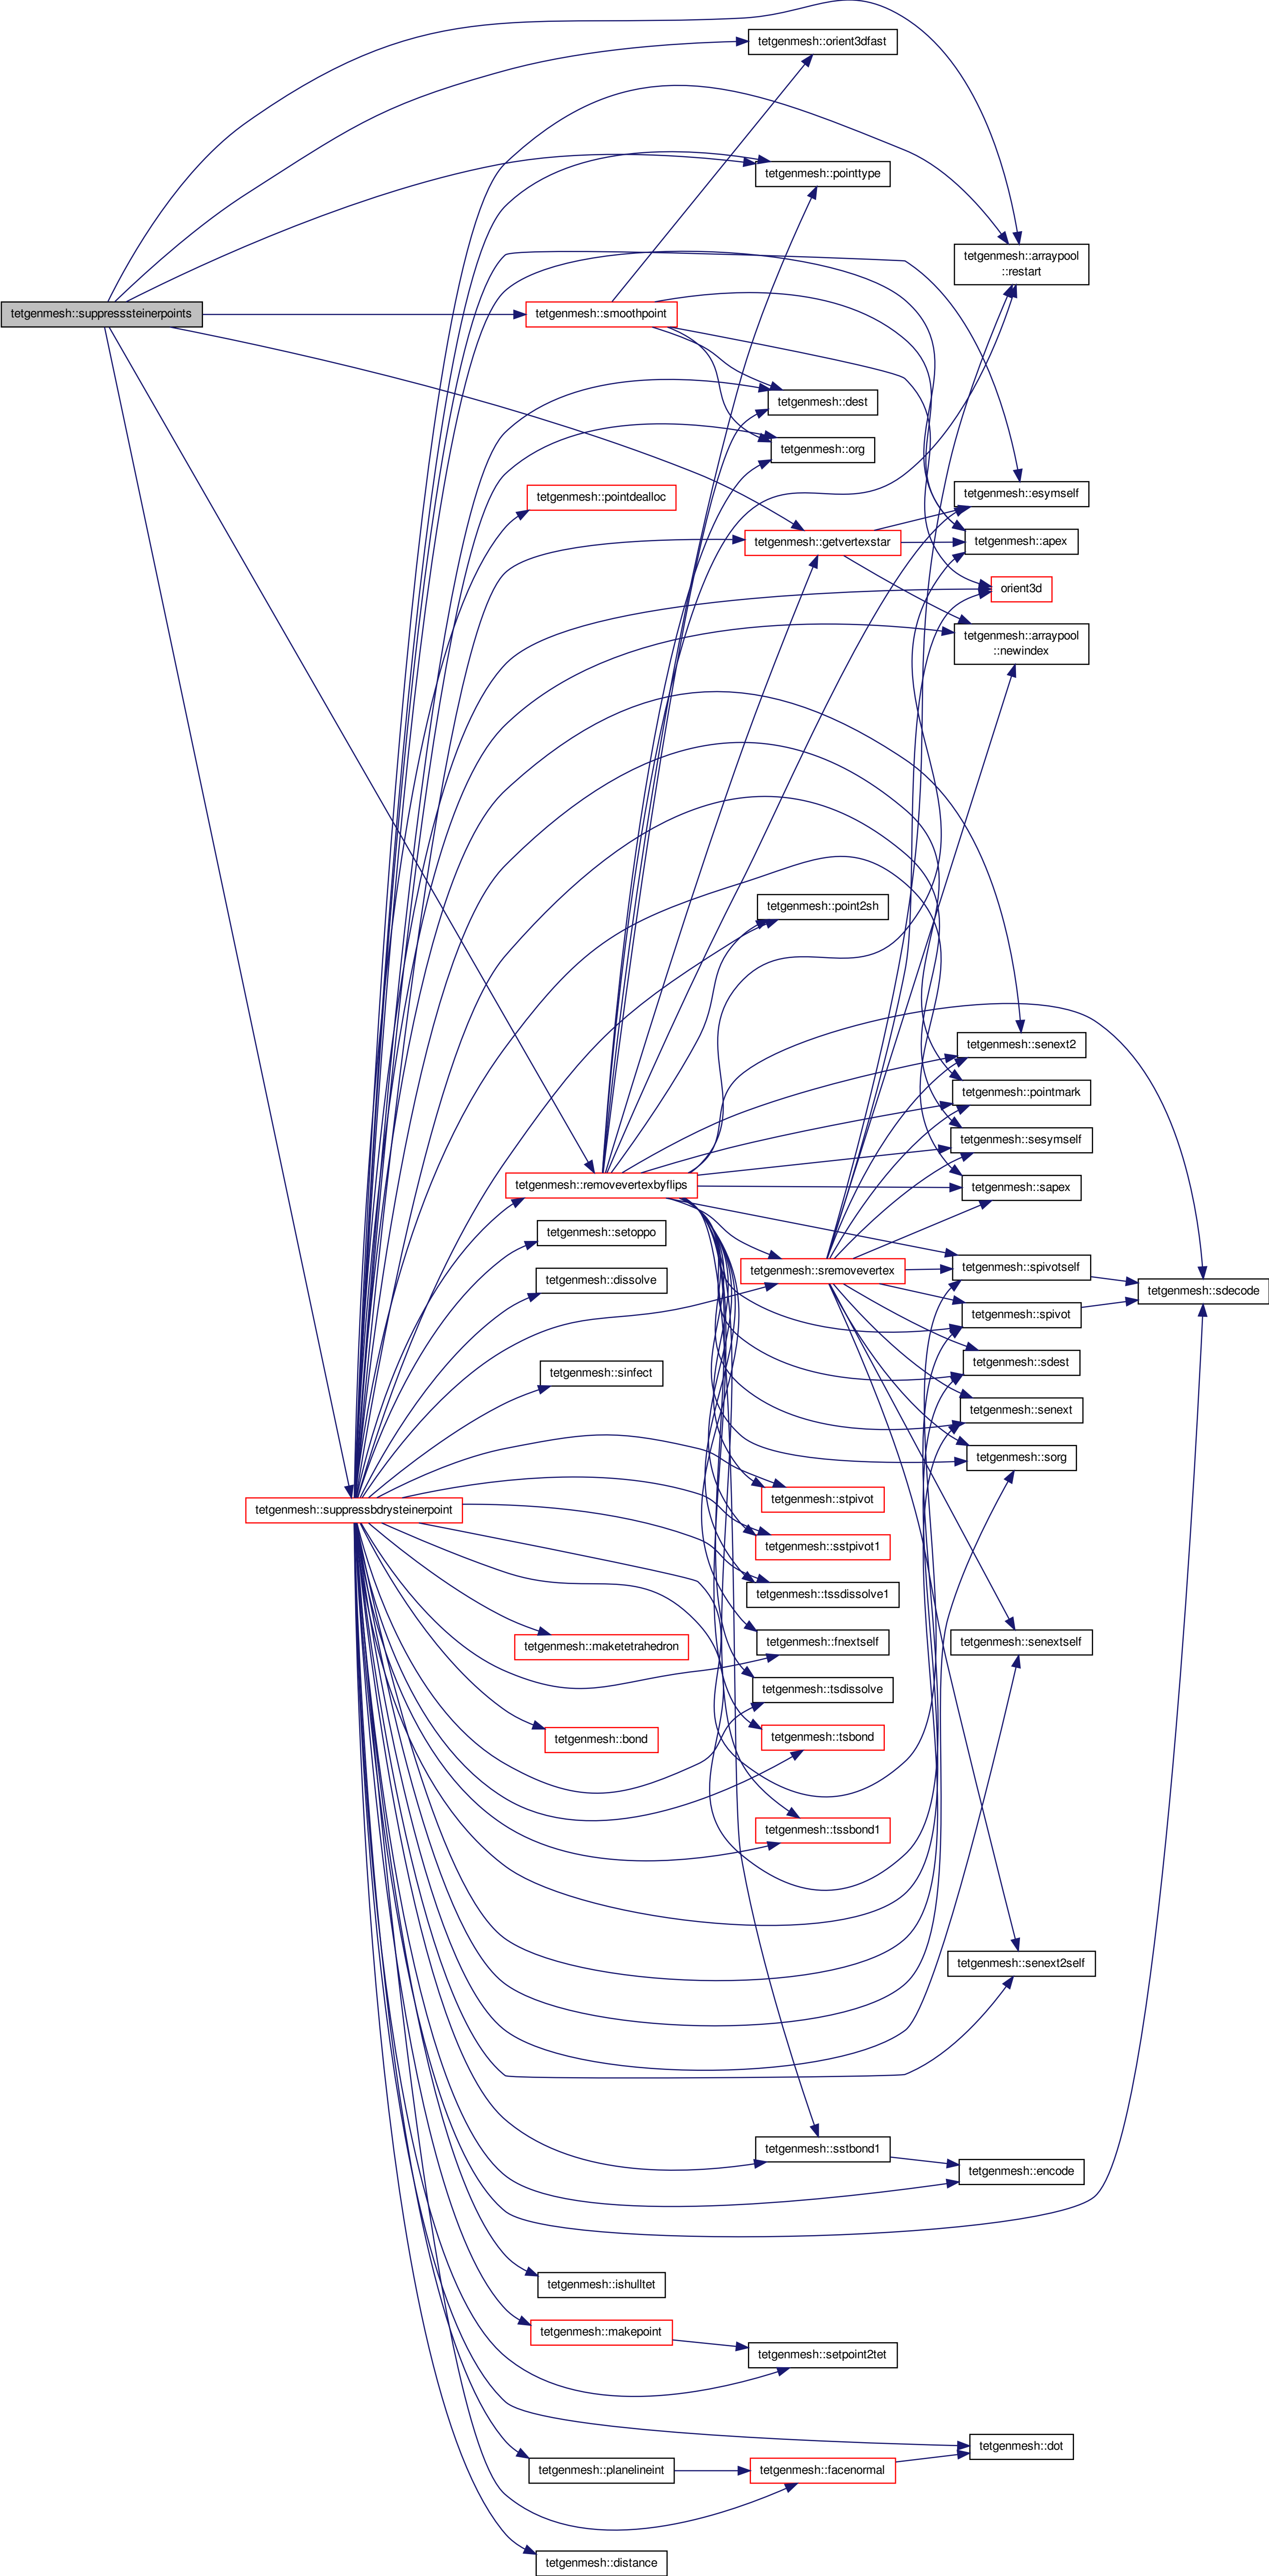 tetgenmesh::orient3dfast
tetgenmesh::pointtype
tetgenmesh::arraypool
::restart
tetgenmesh::suppresssteinerpoints
tetgenmesh::smoothpoint
tetgenmesh::dest
tetgenmesh::org
tetgenmesh::pointdealloc
tetgenmesh::esymself
tetgenmesh::getvertexstar
tetgenmesh::apex
orient3d
tetgenmesh::arraypool
::newindex
tetgenmesh::point2sh
tetgenmesh::senext2
tetgenmesh::pointmark
tetgenmesh::sesymself
tetgenmesh::removevertexbyflips
tetgenmesh::sapex
tetgenmesh::setoppo
tetgenmesh::sremovevertex
tetgenmesh::spivotself
tetgenmesh::dissolve
tetgenmesh::sdecode
tetgenmesh::spivot
tetgenmesh::sinfect
tetgenmesh::sdest
tetgenmesh::senext
tetgenmesh::sorg
tetgenmesh::suppressbdrysteinerpoint
tetgenmesh::stpivot
tetgenmesh::sstpivot1
tetgenmesh::tssdissolve1
tetgenmesh::maketetrahedron
tetgenmesh::fnextself
tetgenmesh::senextself
tetgenmesh::tsdissolve
tetgenmesh::bond
tetgenmesh::tsbond
tetgenmesh::tssbond1
tetgenmesh::senext2self
tetgenmesh::sstbond1
tetgenmesh::encode
tetgenmesh::ishulltet
tetgenmesh::makepoint
tetgenmesh::setpoint2tet
tetgenmesh::dot
tetgenmesh::planelineint
tetgenmesh::facenormal
tetgenmesh::distance